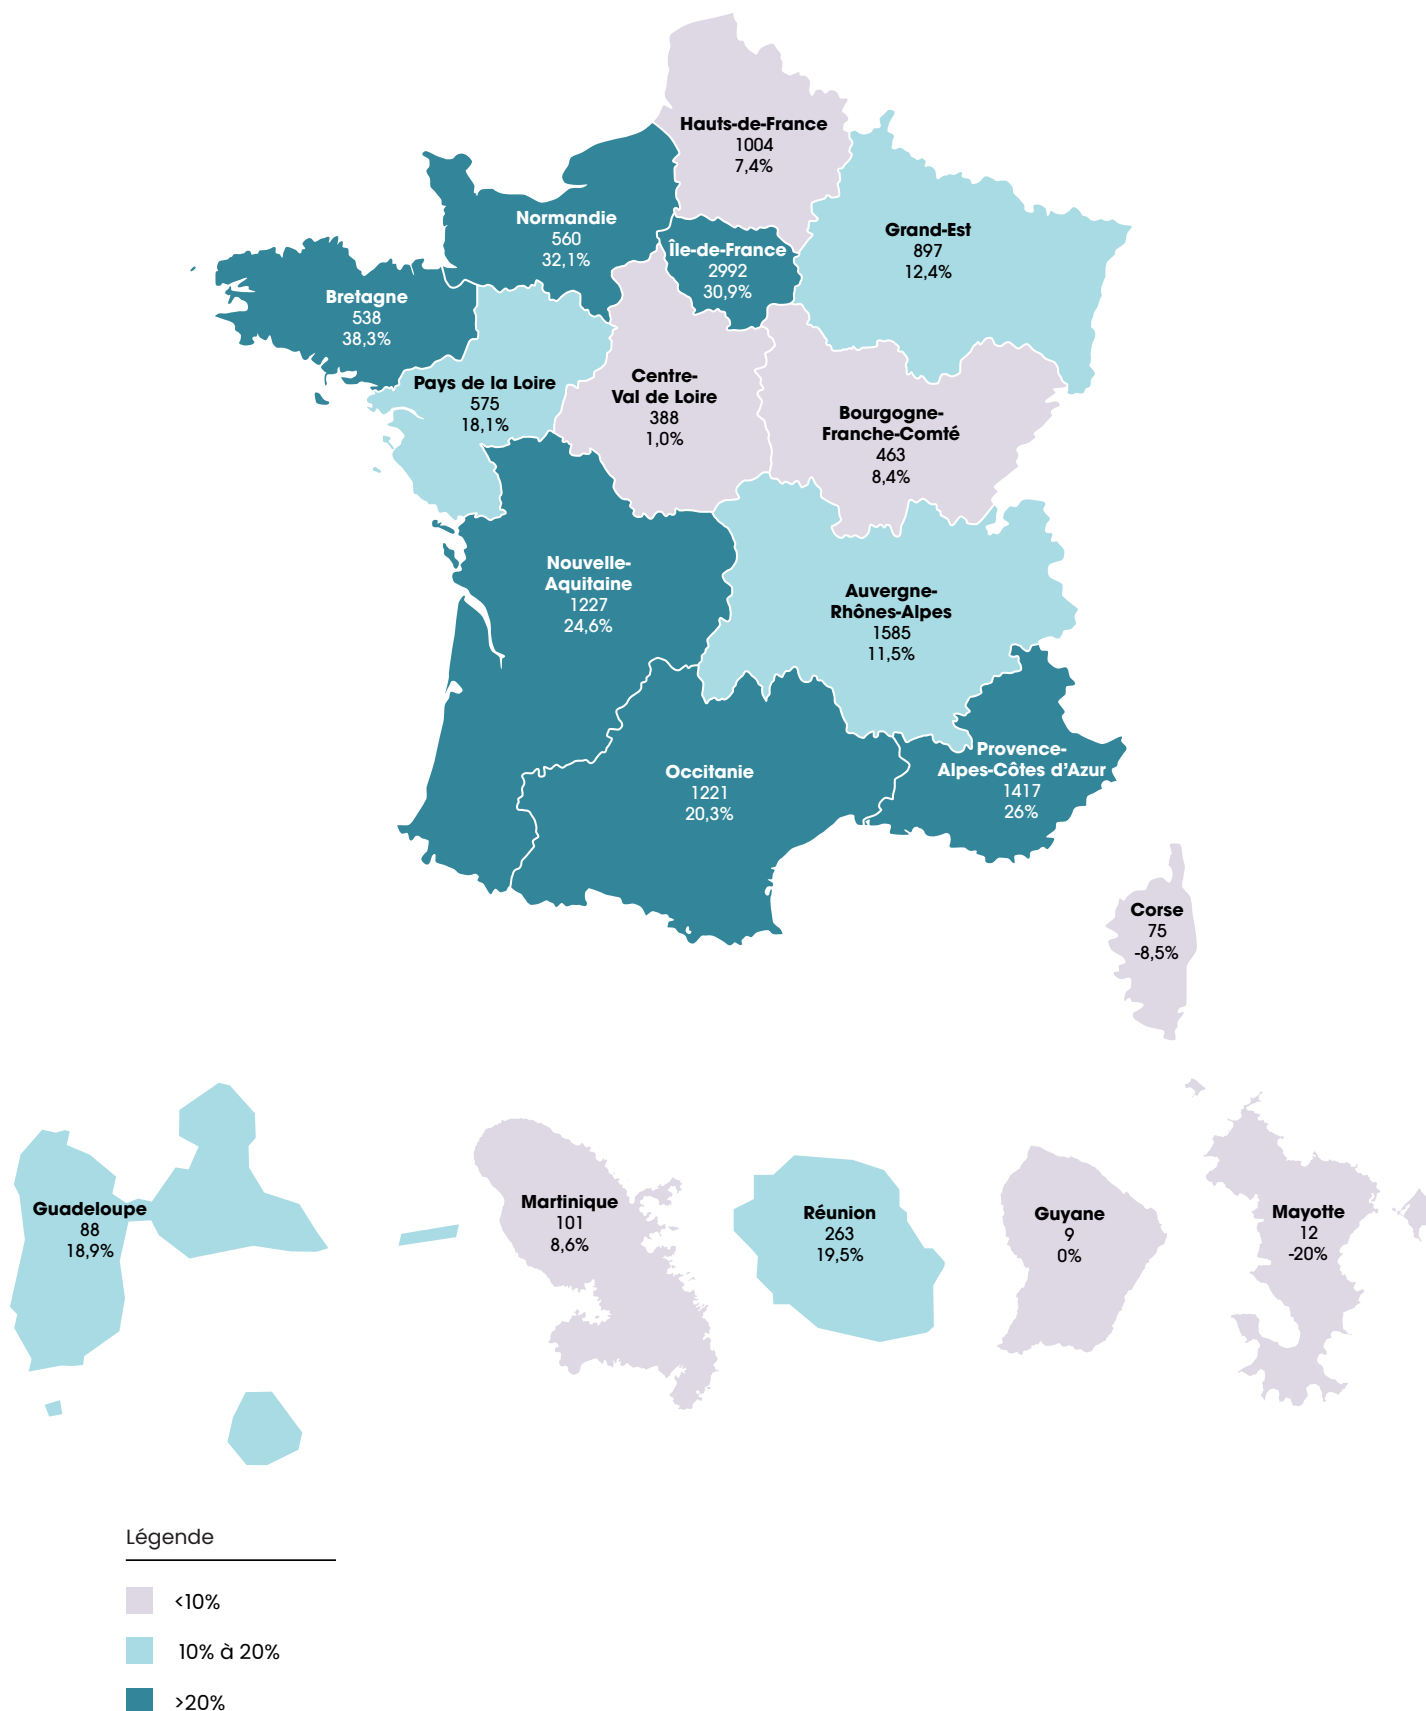 Hauts-de-France
1004
7,4%
Normandie
560
32,1%
Île-de-France
2992
30,9%
Grand-Est
897
12,4%
Bretagne
538
38,3%
Pays de la Loire
575
18,1%
Centre-
Val de Loire
388
1,0%
Bourgogne-
Franche-Comté
463
8,4%
Nouvelle-
Aquitaine
1227
24,6%
Auvergne-
Rhônes-Alpes
1585
11,5%
Occitanie
1221
20,3%
Provence-
Alpes-Côtes d'Azur
1417
26%
Corse
75
-8,5%
Guadeloupe
88
18,9%
Martinique
101
8,6%
Réunion
263
19,5%
Guyane
9
0%
Mayotte
12
-20%
Légende
<10%
10% à 20%
>20%